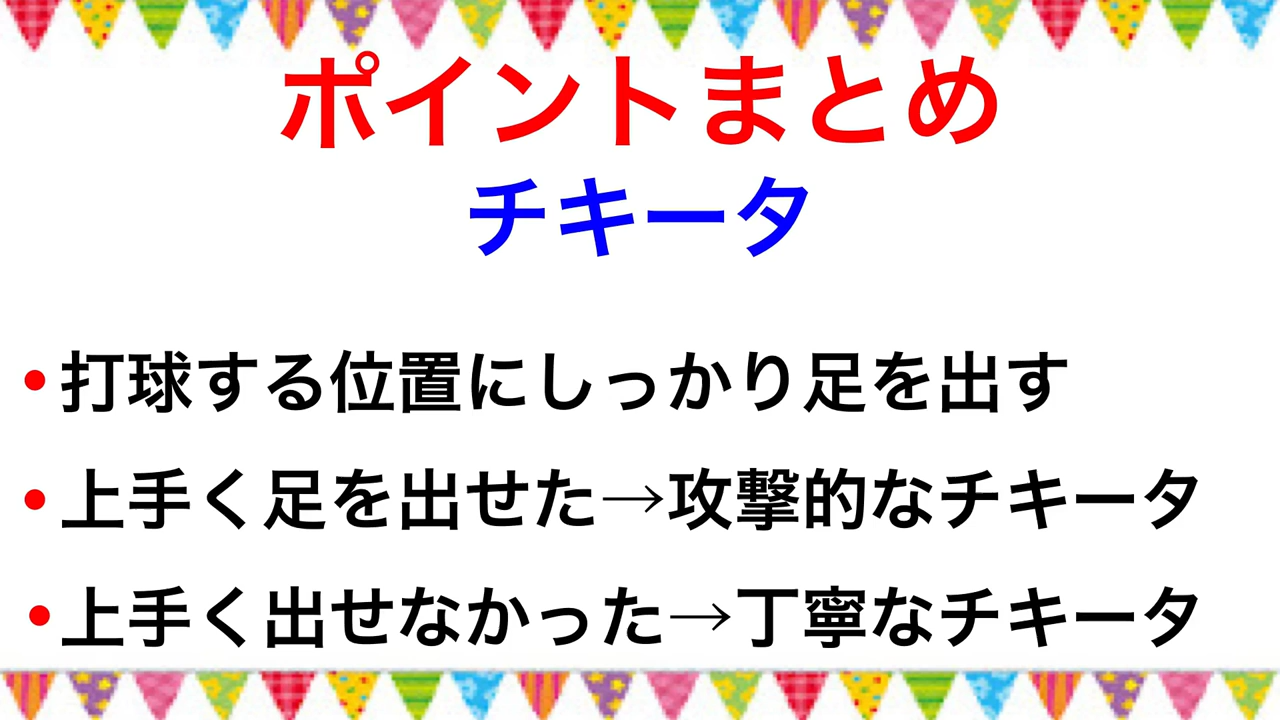 ポイントまとめ
チキータ
•打球する位置にしっかり足を出す
•上手く足を出せた→攻撃的なチキータ
•上手く出せなかった→丁寧なチキータ